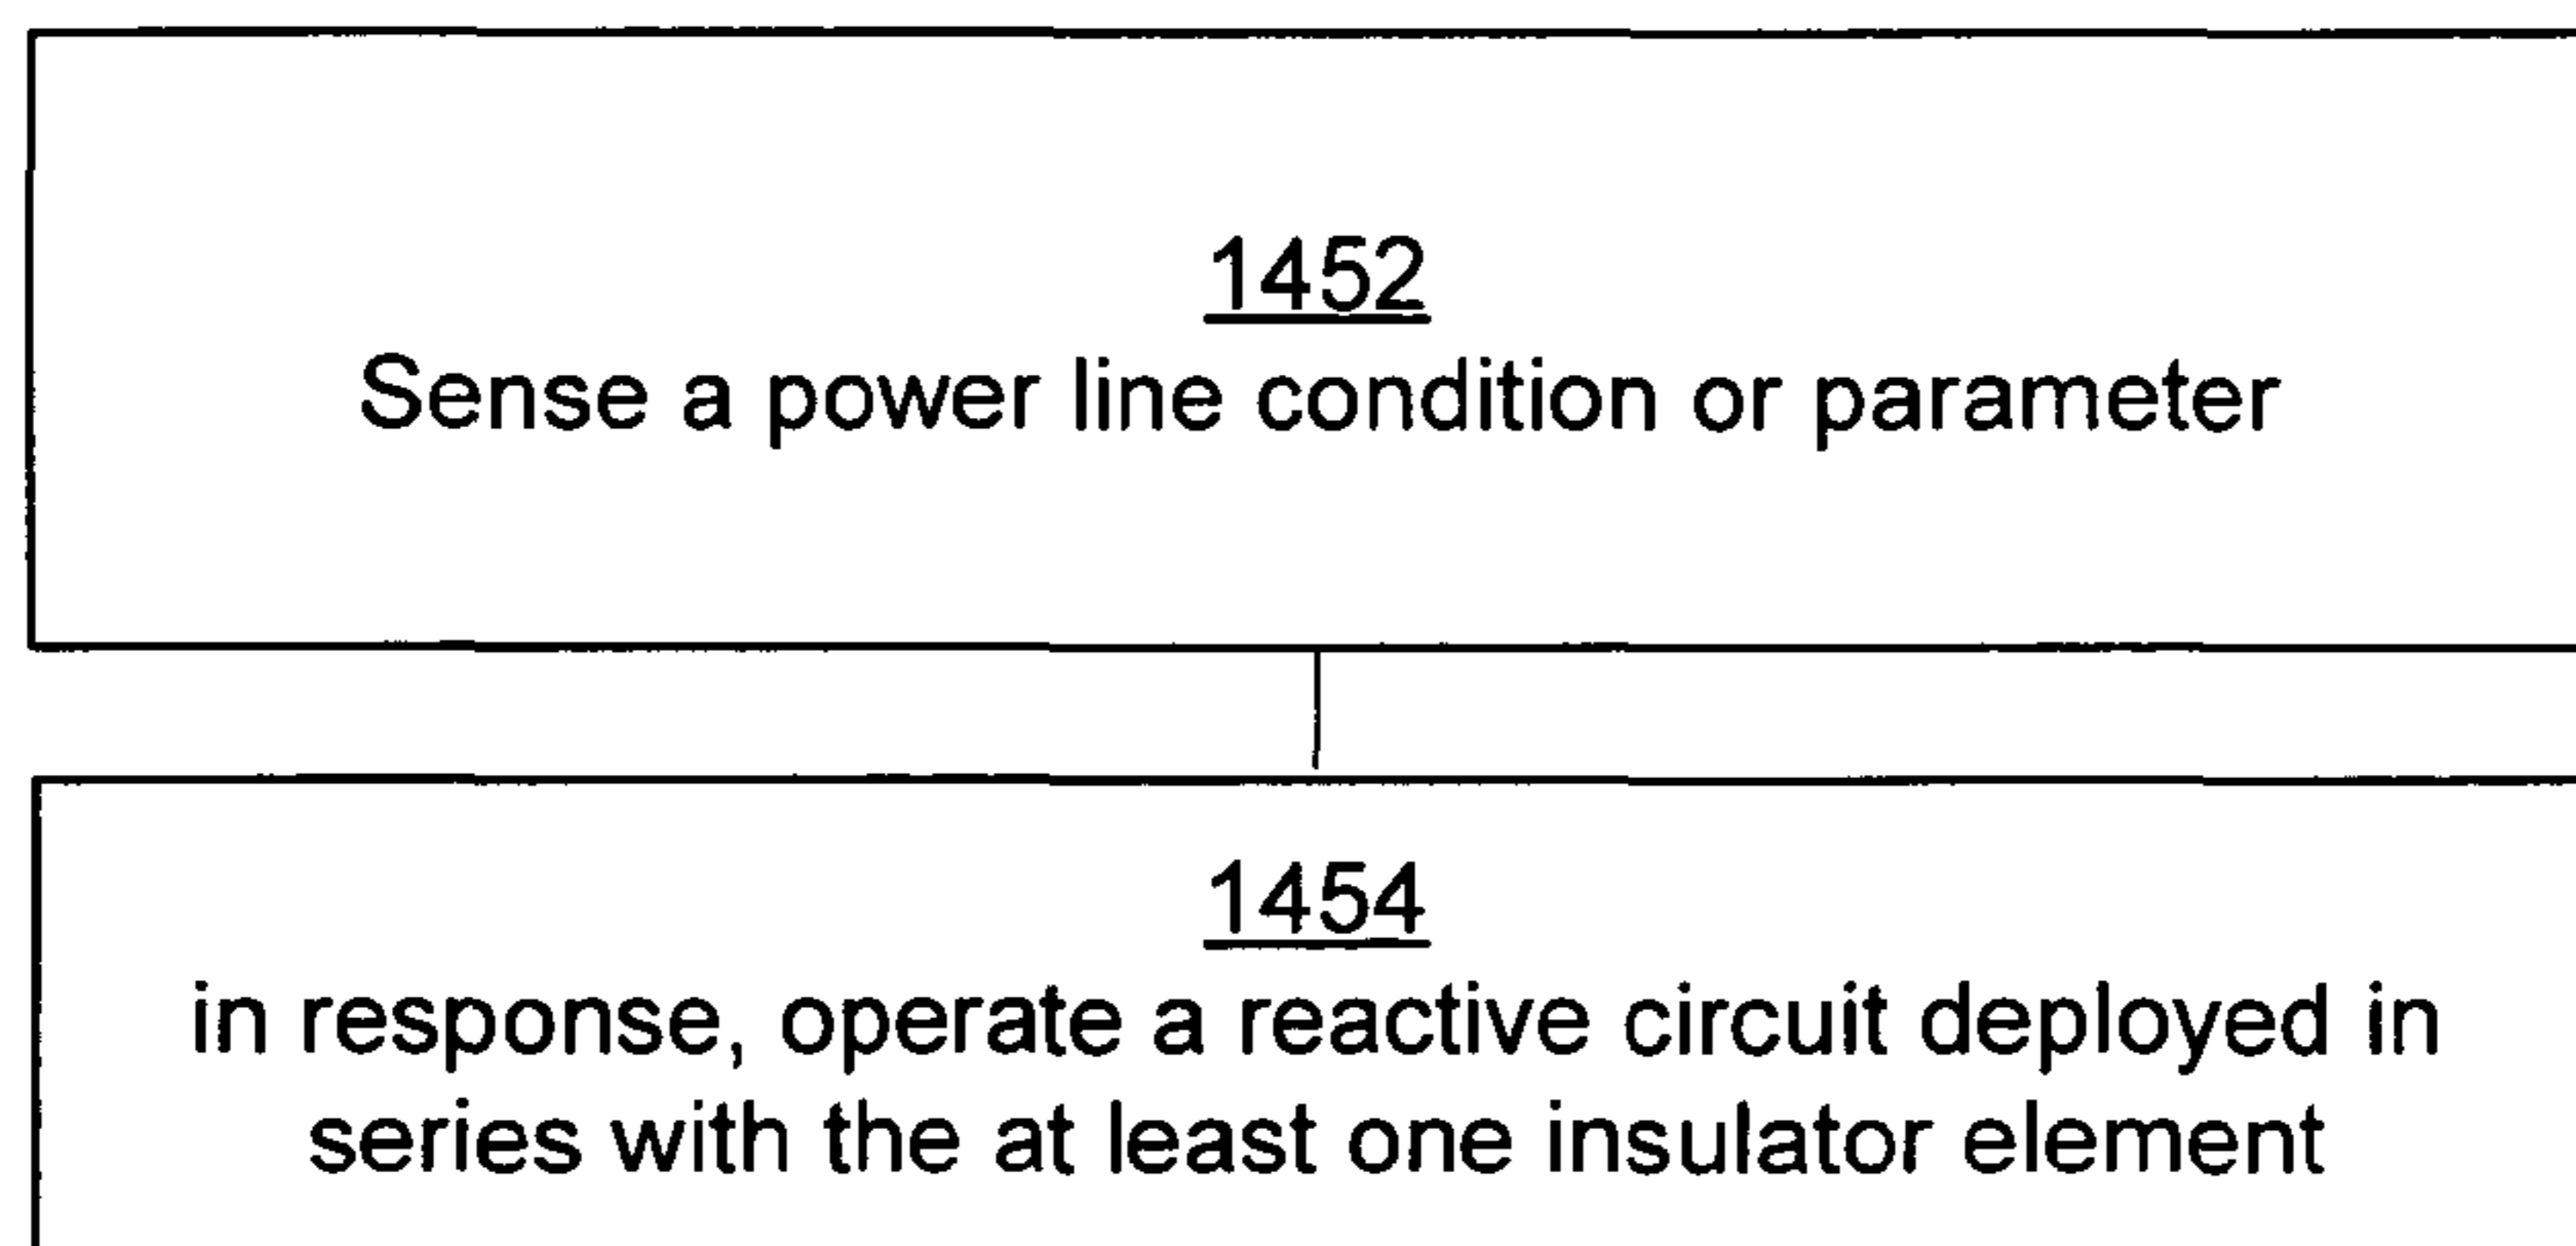 1452
Sense a power line condition or parameter
1454
in response, operate a reactive circuit deployed in
series with the at least one insulator element